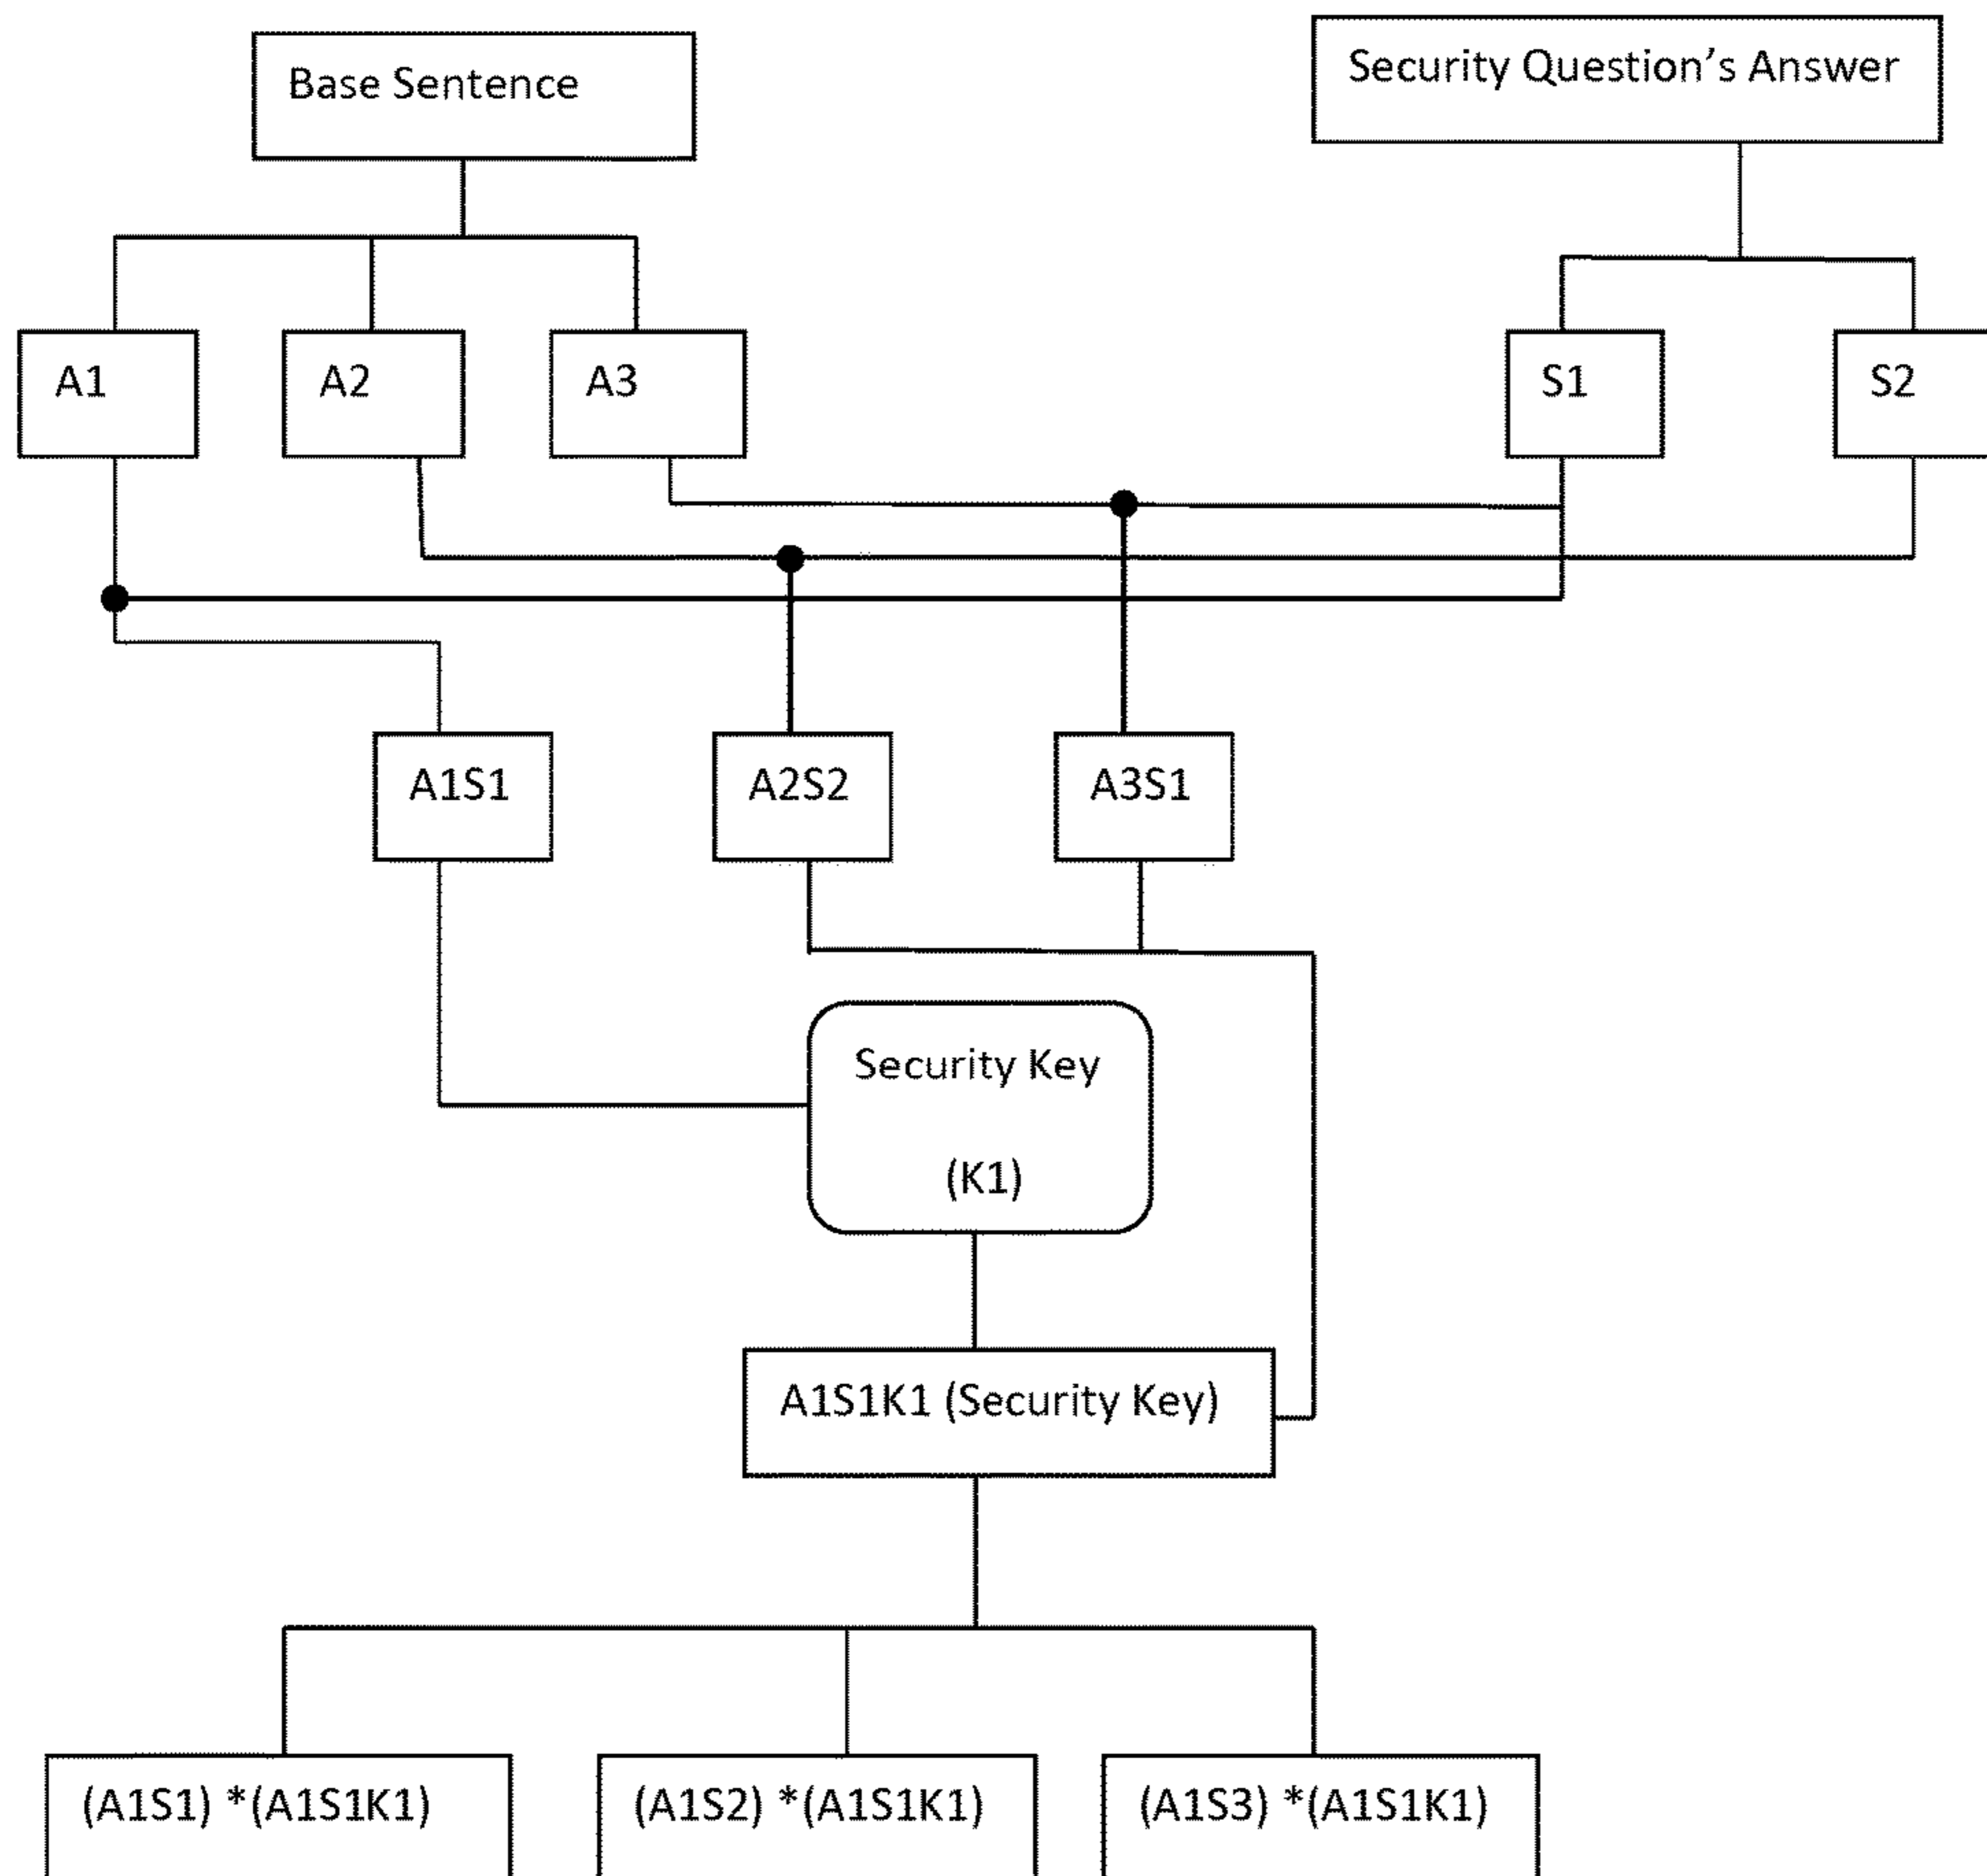 Base Sentence
Security Question’s Answer
A1
A2
A3
S1
S2
A1S1
A2S2
A3S1
Security Key
(K1)
A1S1K1 (Security Key)
(A1S1) *(A1S1K1)
(A1S2) *(A1S1K1)
(A1S3) *(A1S1K1)